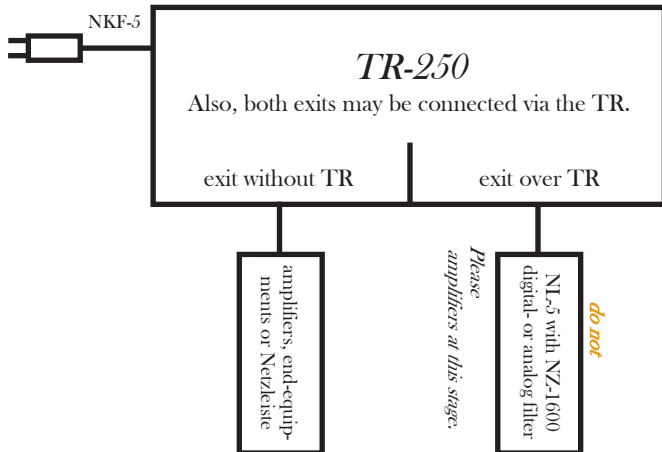 NKF-5
TR-250
Also, both exits may be connected via the TR.
exit without TR
exit over TR
amplifiers, end-equip-
ments or Netzleiste
Please
amplifiers at this stage.
do not
NL-5 with NZ-1600
digital- or analog filter